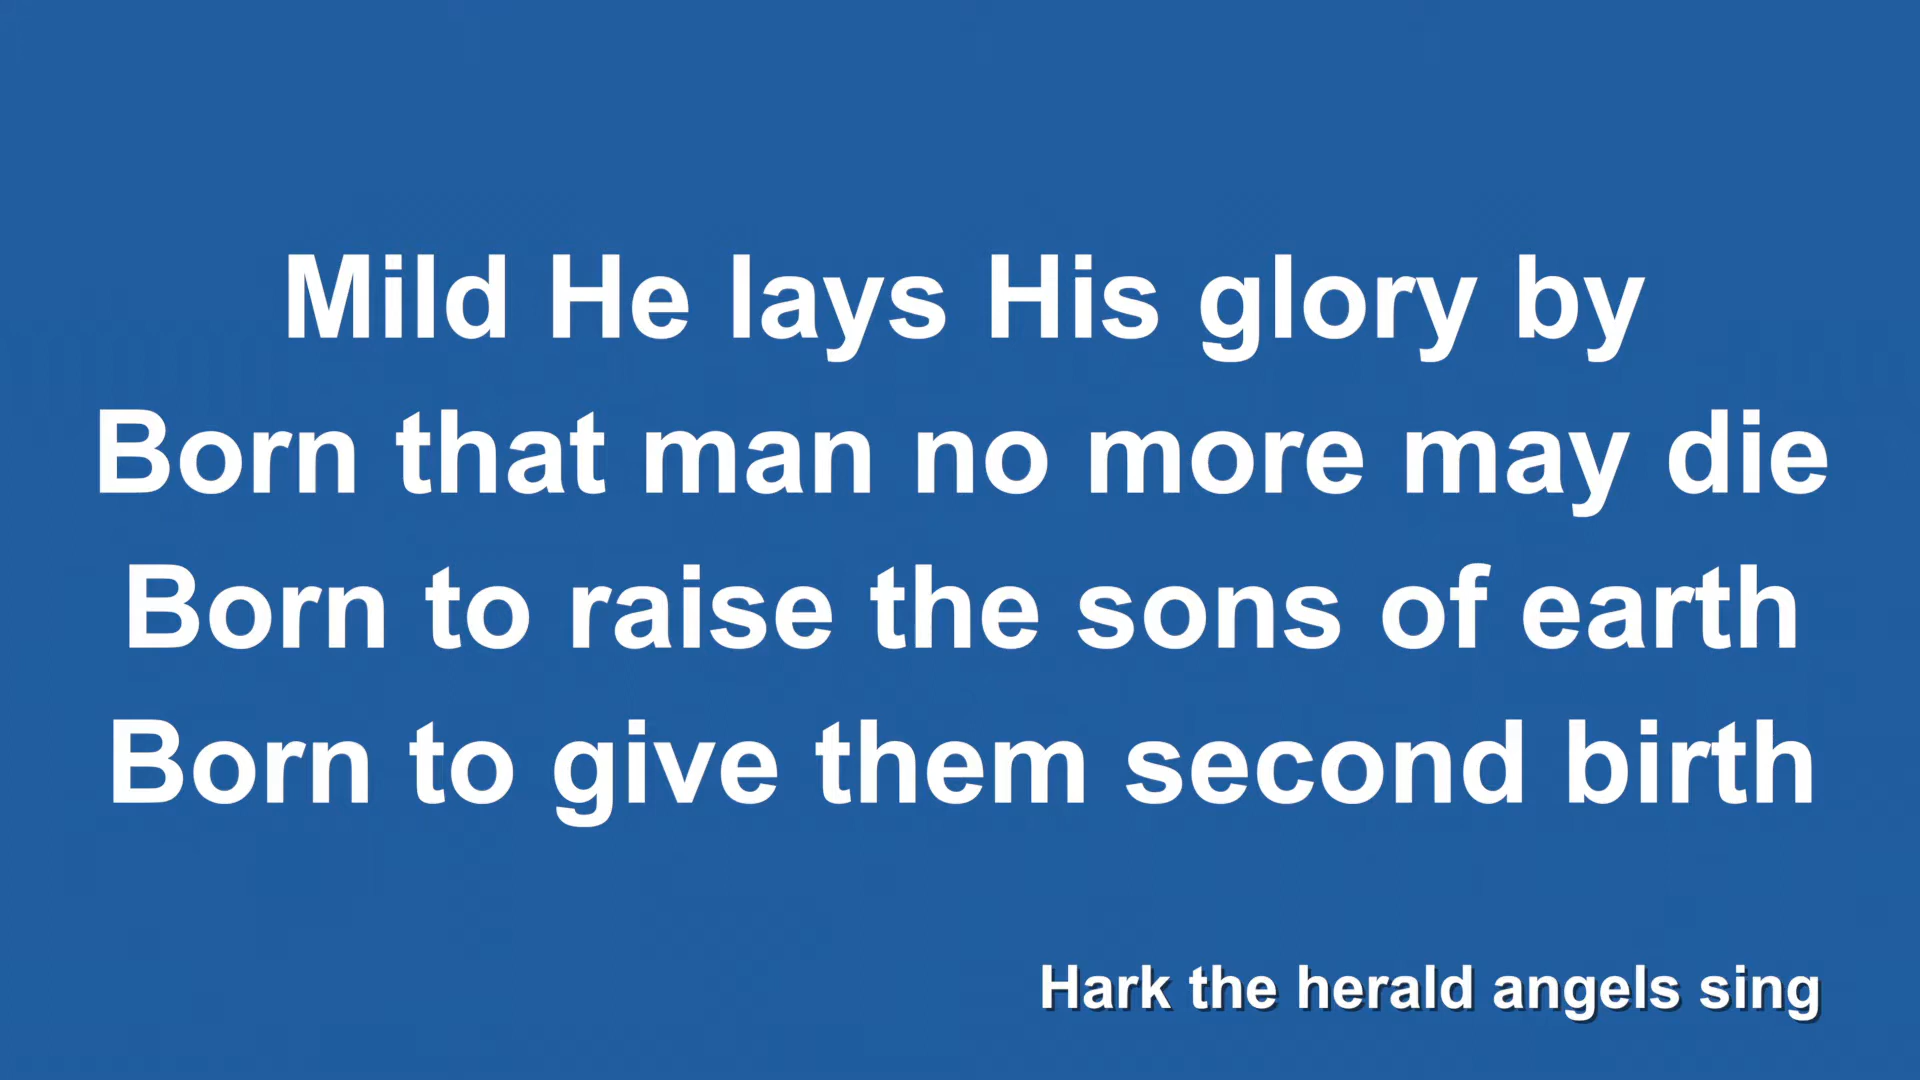 Mild He lays His glory by
Born that man no more may die
Born to raise the sons of earth
Born to give them second birth
Hark the herald angels sing